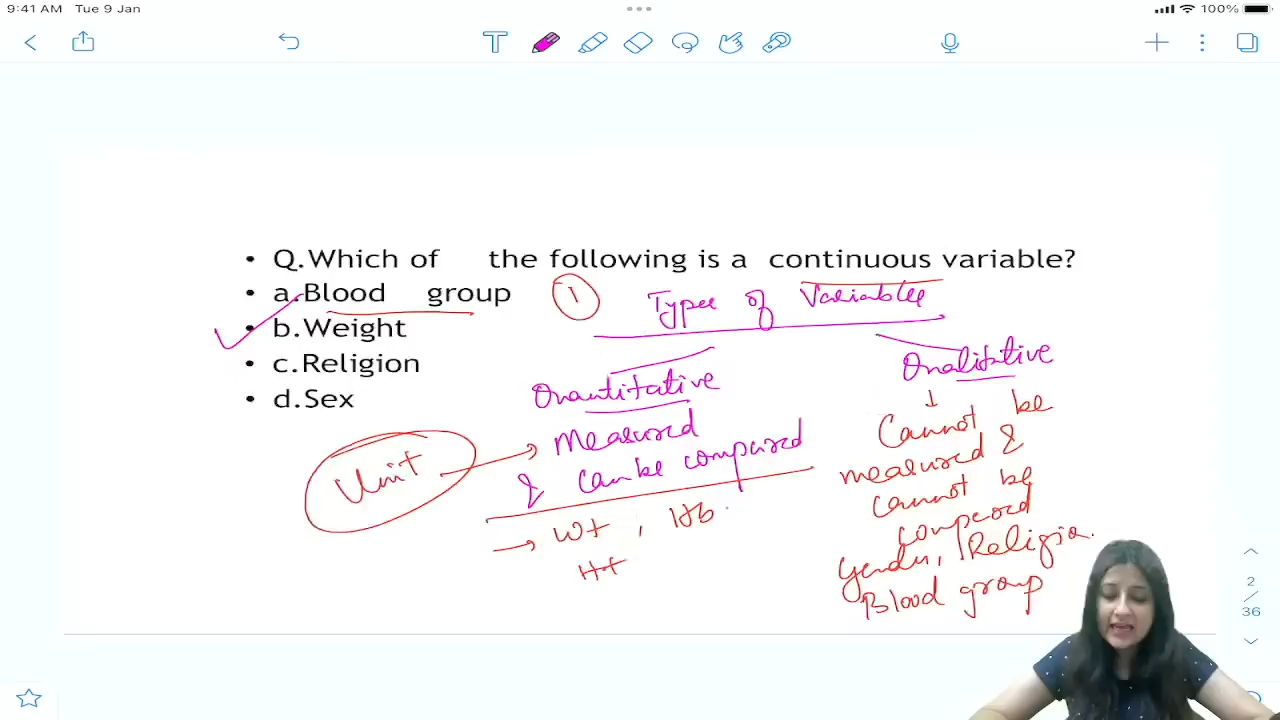 9:41 AM Tue 9 Jan
100%
T
• Q.Which of the following is a continuous variable?
• a.Blood group
• b.Weight
• c.Religion
• d.Sex
1
Types of Variables
Quantitative
Measured
& can be compared
Unit
→ Wt, Hb
Ht
Qualitative
↓
Cannot be
measured &
cannot be
compared
Gender, Religion.
Blood group
2
/
36